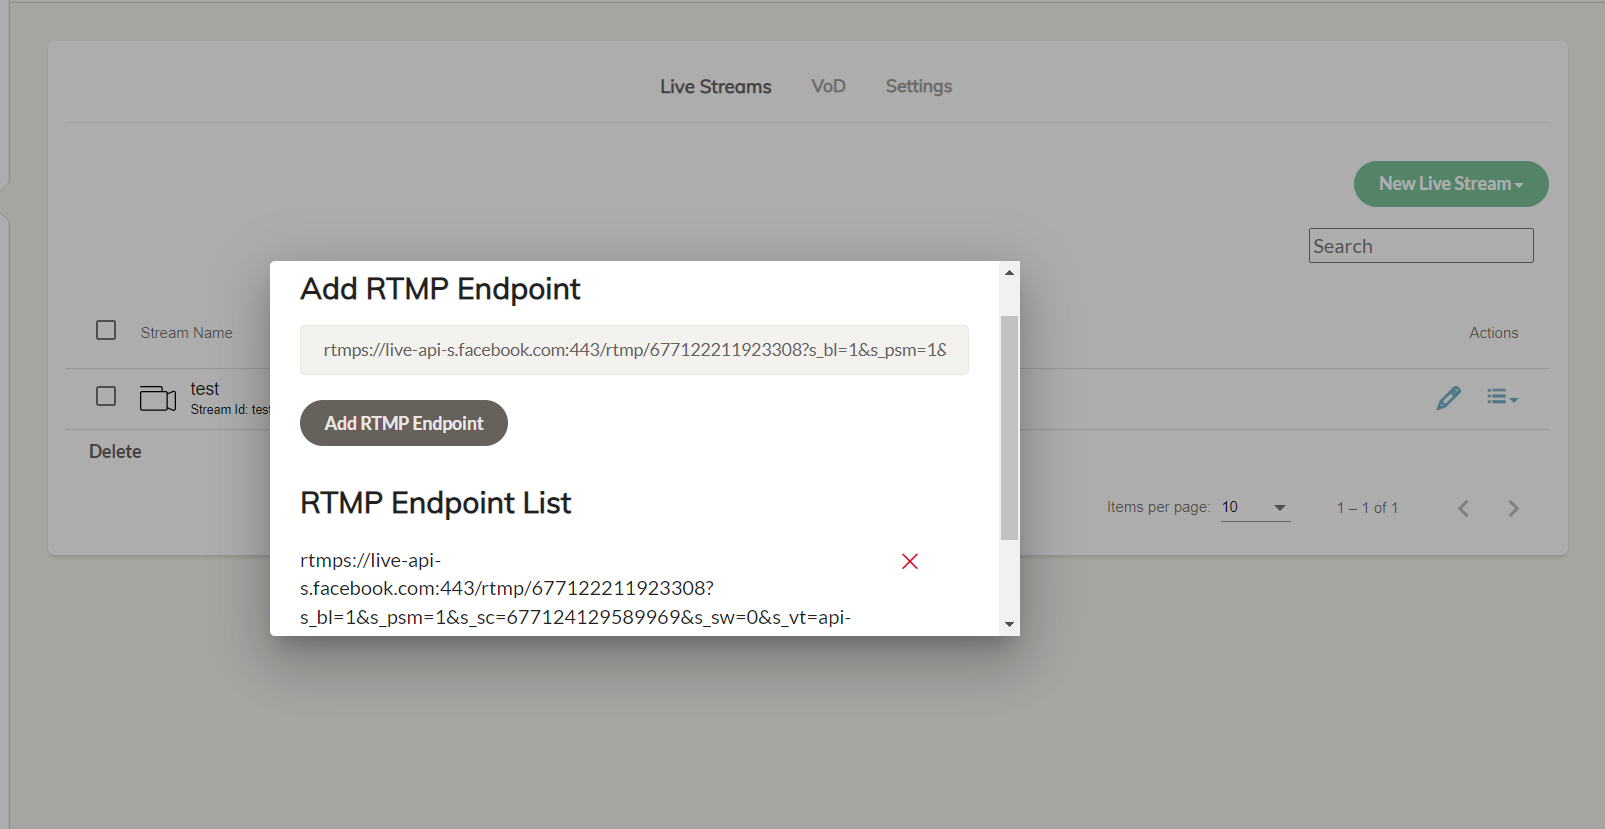 Live Streams VoD Settings
New Live Stream
Search
Add RTMP Endpoint
rtmps://live-api-s.facebook.com:443/rtmp/677122211923308?s_bl=1&s_psm=1&
Stream Name
Actions
test
Stream Id: test
Add RTMP Endpoint
Delete
RTMP Endpoint List
Items per page: 10 1 – 1 of 1
rtmps://live-api-
s.facebook.com:443/rtmp/677122211923308?
s_bl=1&s_psm=1&s_sc=677124129589969&s_sw=0&s_vt=api-